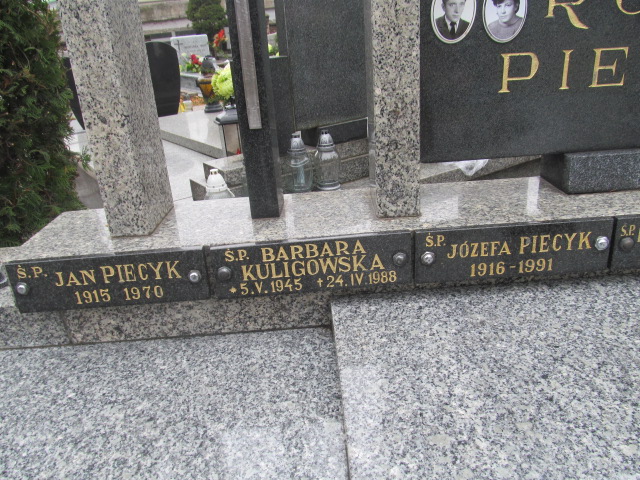 PIE
Ś.P. JAN PIECYK
1915 1970
Ś.P. BARBARA
KULIGOWSKA
* 5.V.1945 + 24.IV.1988
Ś.P. JÓZEFA PIECYK
1916 - 1991
Ś.P.